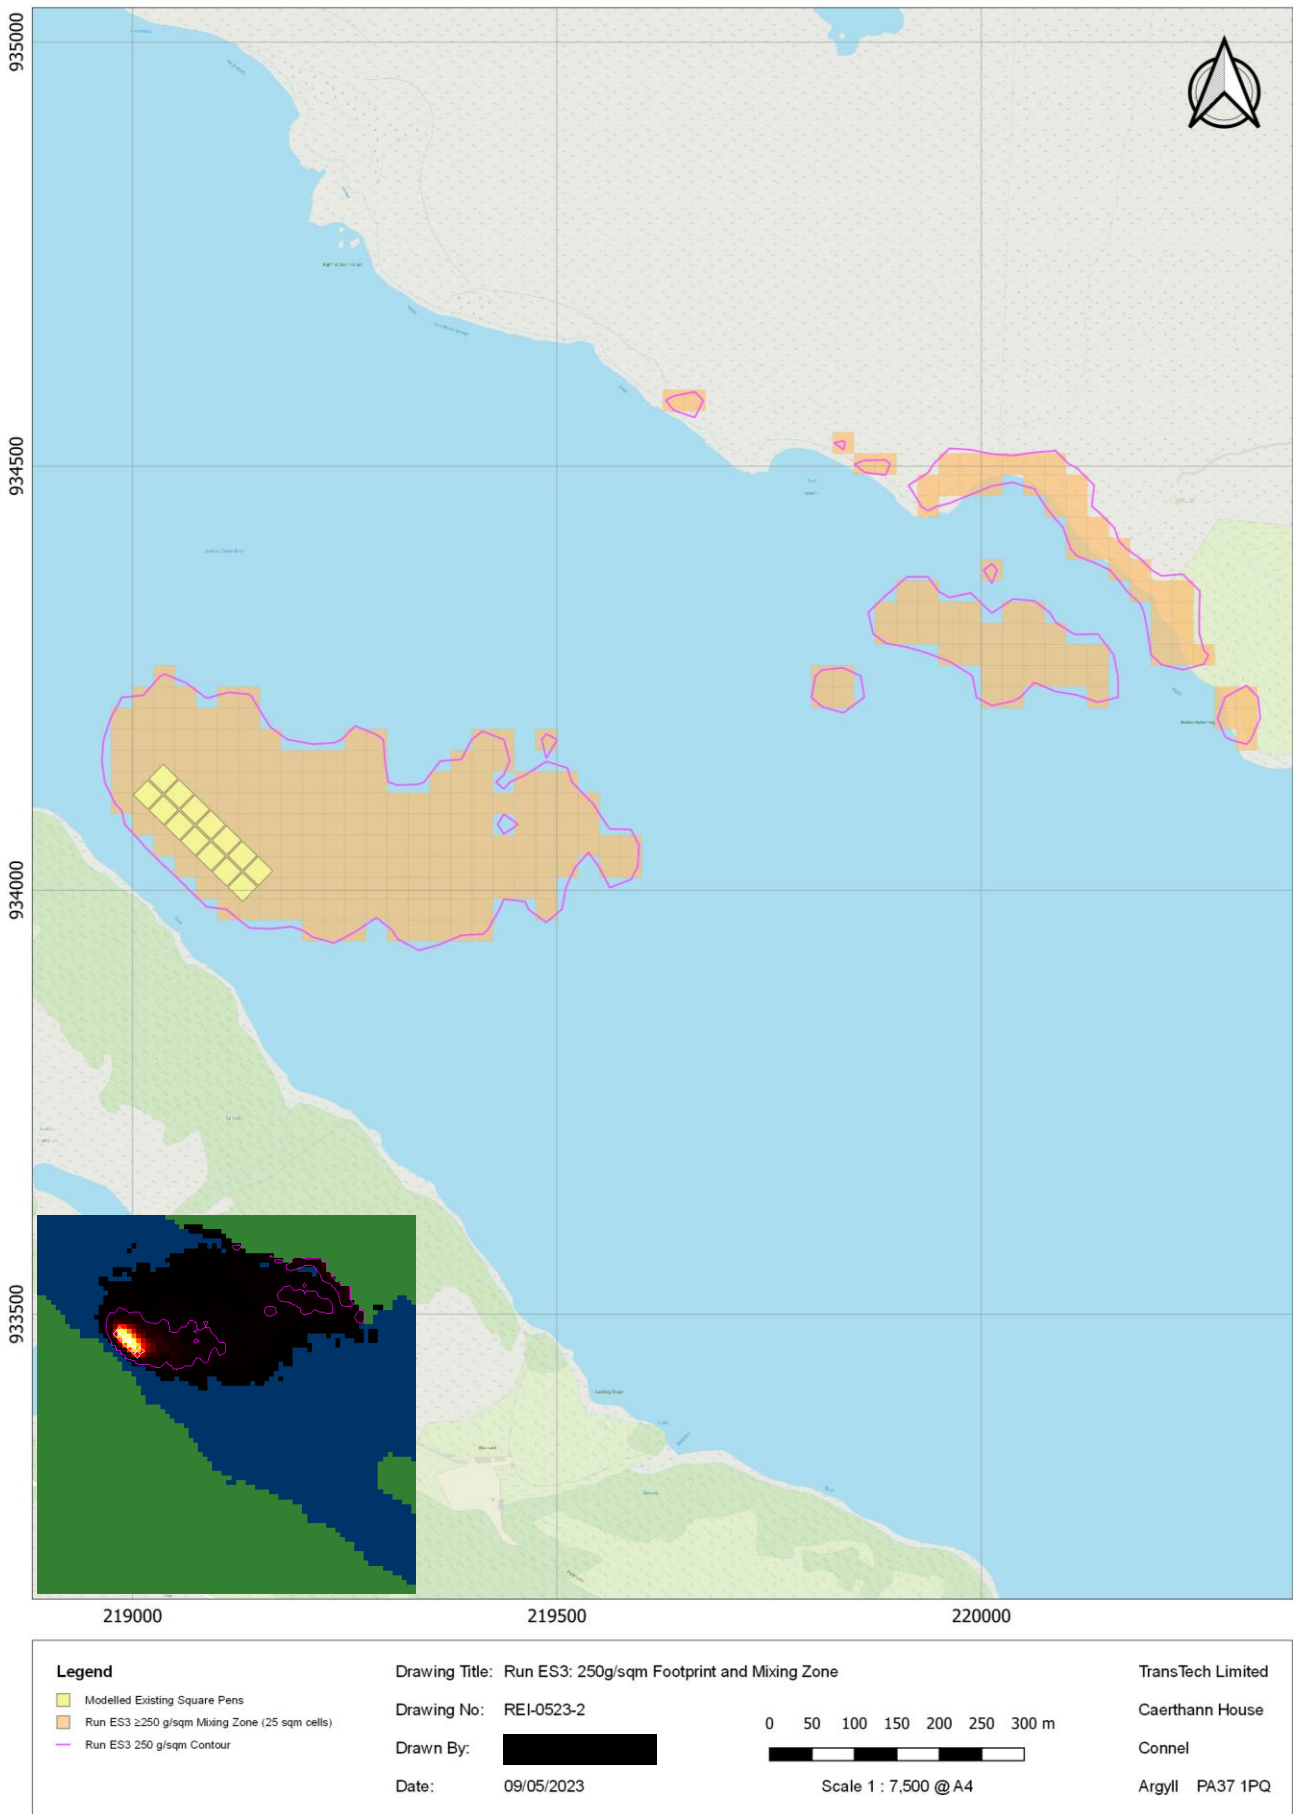 935000
934500
934000
933500
Landing Stage
219000
219500
220000
Legend
Modelled Existing Square Pens
Run ES3 ≥250 g/sqm Mixing Zone (25 sqm cells)
Run ES3 250 g/sqm Contour
Drawing Title: Run ES3: 250g/sqm Footprint and Mixing Zone
Drawing No: REI-0523-2
Drawn By:
Date: 09/05/2023
0 50 100 150 200 250 300 m
Scale 1 : 7,500 @ A4
TransTech Limited
Caerthann House
Connel
Argyll PA37 1PQ